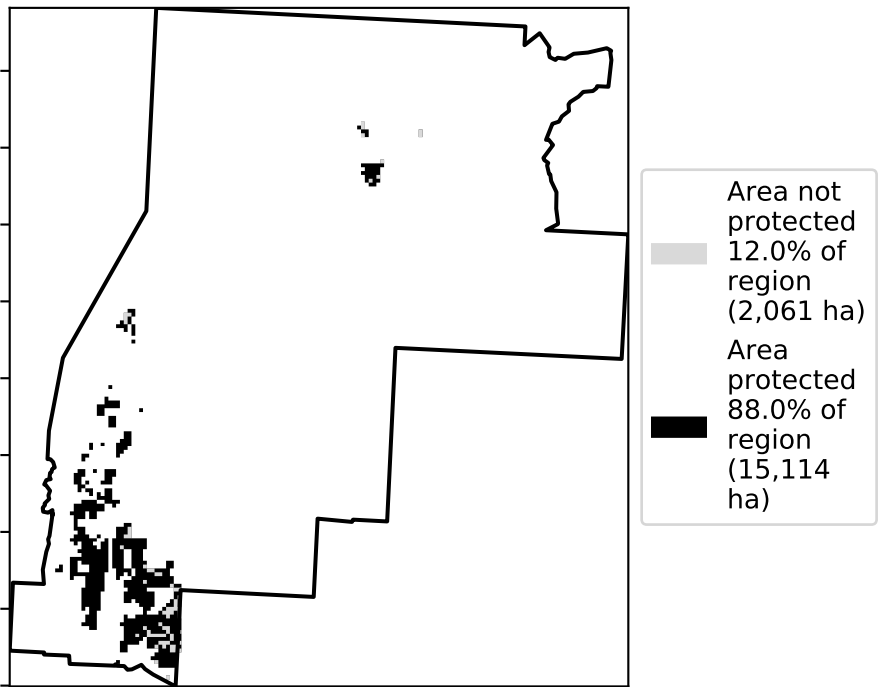 Area not
protected
12.0% of
region
(2,061 ha)
Area
protected
88.0% of
region
(15,114
ha)